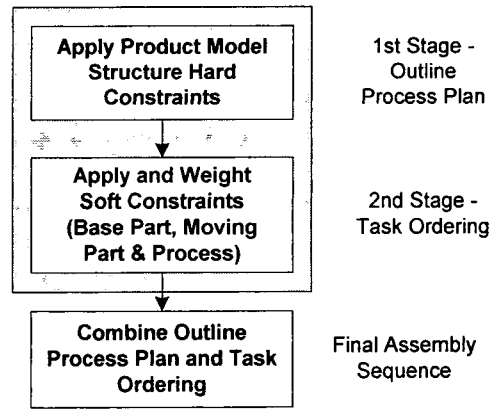 Apply Product Model
Structure Hard
Constraints
1st Stage -
Outline
Process Plan
Apply and Weight
Soft Constraints
(Base Part, Moving
Part & Process)
2nd Stage -
Task Ordering
Combine Outline
Process Plan and Task
Ordering
Final Assembly
Sequence